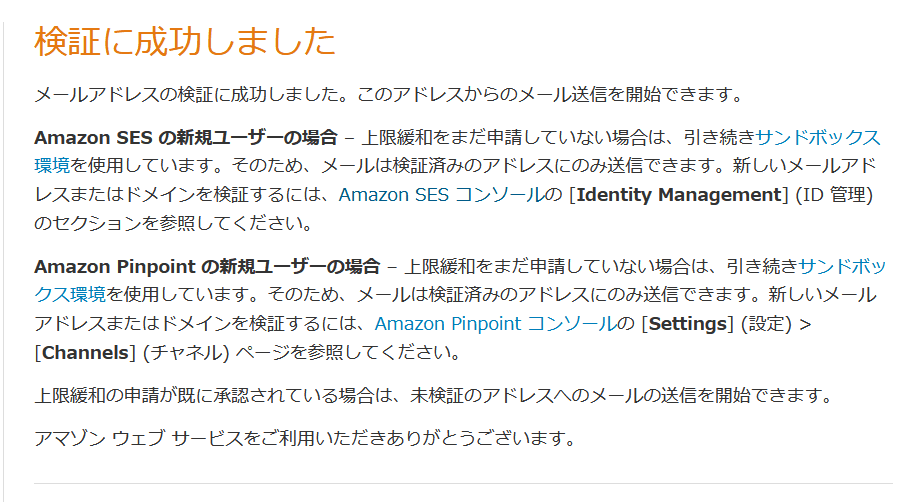 検証に成功しました
メールアドレスの検証に成功しました。このアドレスからのメール送信を開始できます。
Amazon SES の新規ユーザーの場合 – 上限緩和をまだ申請していない場合は、引き続きサンドボックス
環境を使用しています。そのため、メールは検証済みのアドレスにのみ送信できます。新しいメールアド
レスまたはドメインを検証するには、Amazon SES コンソールの [Identity Management] (ID 管理)
のセクションを参照してください。
Amazon Pinpoint の新規ユーザーの場合 – 上限緩和をまだ申請していない場合は、引き続きサンドボッ
クス環境を使用しています。そのため、メールは検証済みのアドレスにのみ送信できます。新しいメール
アドレスまたはドメインを検証するには、Amazon Pinpoint コンソールの [Settings] (設定) >
[Channels] (チャネル) ページを参照してください。
上限緩和の申請が既に承認されている場合は、未検証のアドレスへのメールの送信を開始できます。
アマゾン ウェブ サービスをご利用いただきありがとうございます。